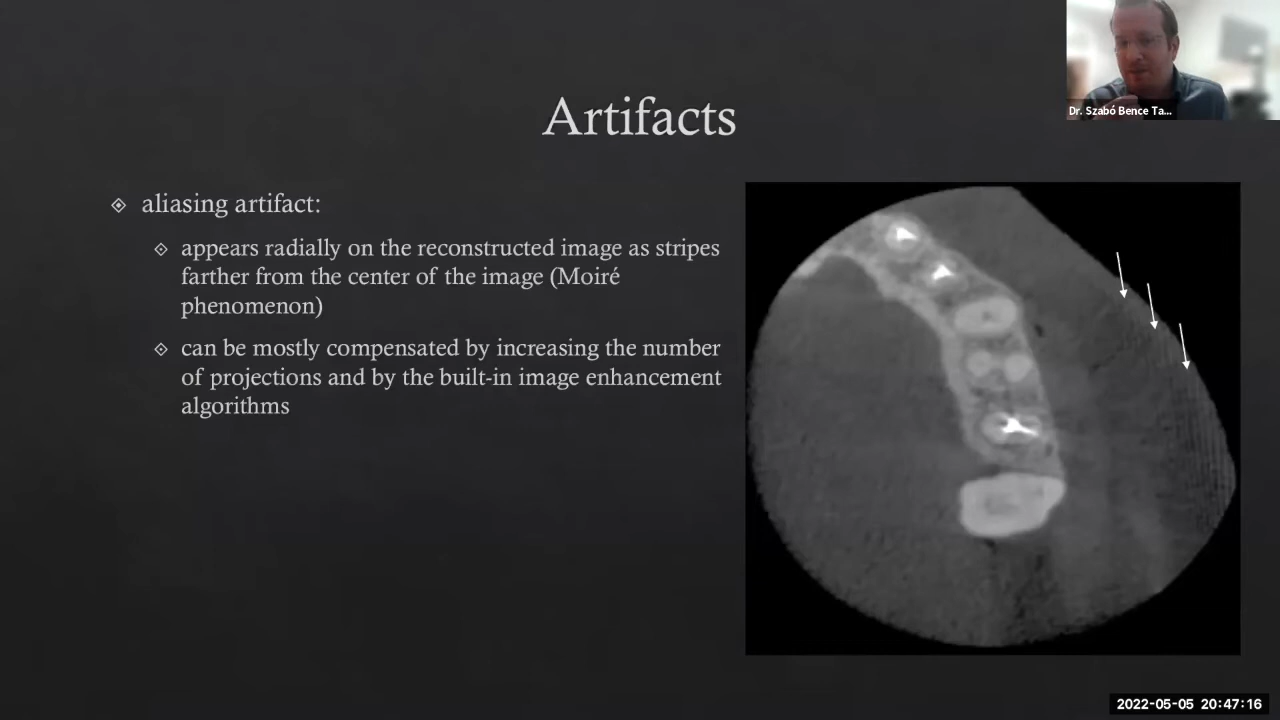 Artifacts
Dr. Szabó Bence Ta...
aliasing artifact:
appears radially on the reconstructed image as stripes
farther from the center of the image (Moiré
phenomenon)
can be mostly compensated by increasing the number
of projections and by the built-in image enhancement
algorithms
2022-05-05 20:47:16